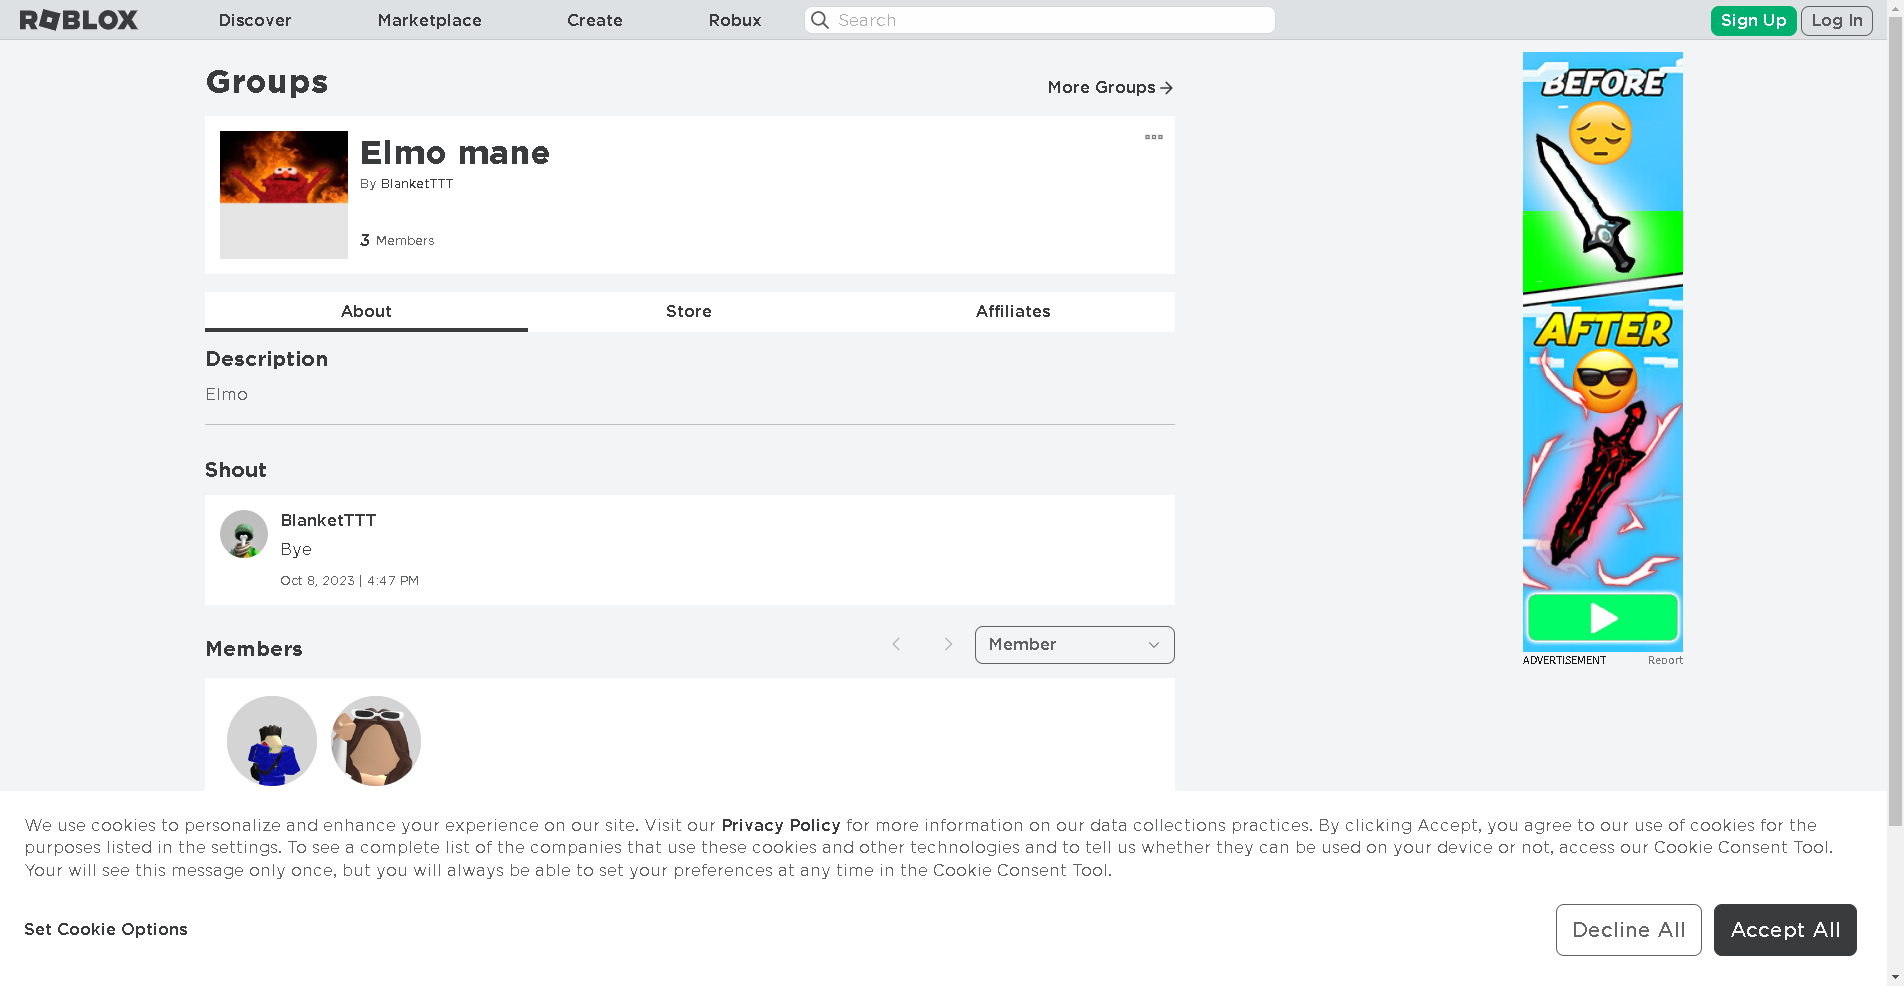 ROBLOX
Discover
Marketplace
Create
Robux
Search
Sign Up
Log In
Groups
More Groups
Elmo mane
By BlanketTTT
3 Members
About
Store
Affiliates
Description
Elmo
Shout
BlanketTTT
Bye
Oct 8, 2023 | 4:47 PM
Members
Member
BEFORE
AFTER
ADVERTISEMENT
Report
We use cookies to personalize and enhance your experience on our site. Visit our Privacy Policy for more information on our data collections practices. By clicking Accept, you agree to our use of cookies for the
purposes listed in the settings. To see a complete list of the companies that use these cookies and other technologies and to tell us whether they can be used on your device or not, access our Cookie Consent Tool.
Your will see this message only once, but you will always be able to set your preferences at any time in the Cookie Consent Tool.
Set Cookie Options
Decline All
Accept All